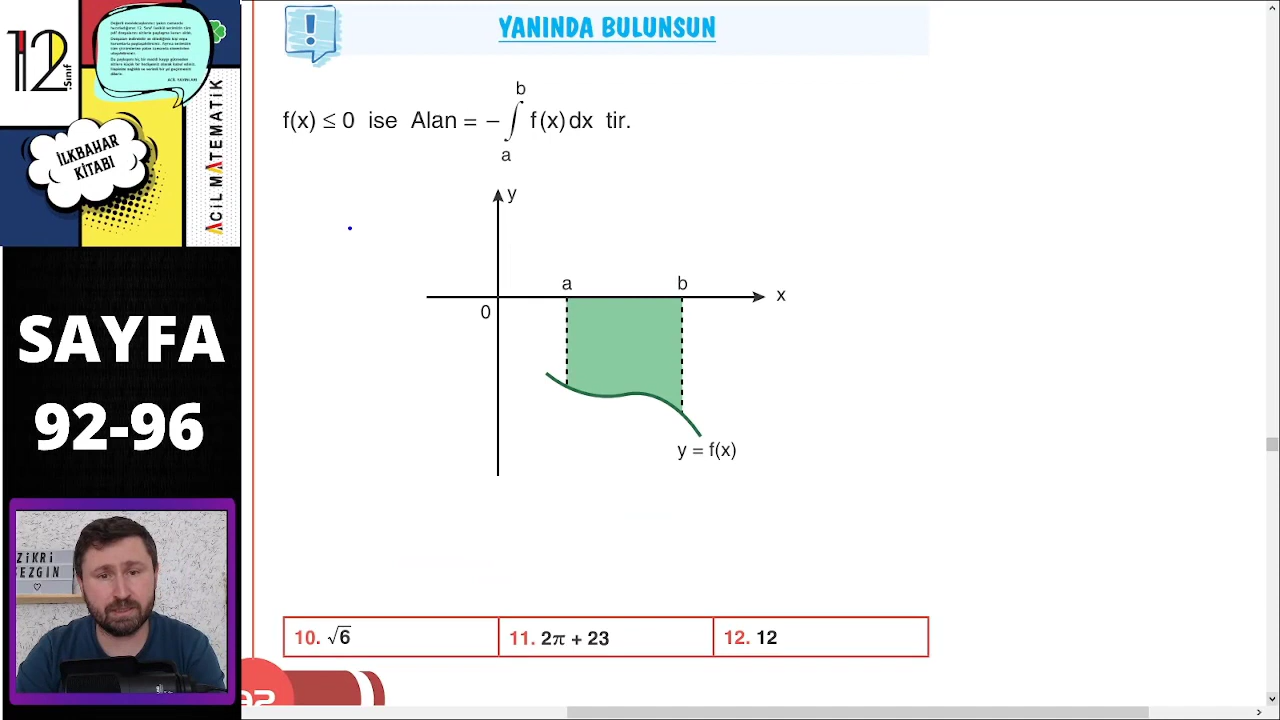 12
.Sınıf
ACİL MATEMATİK
İLKBAHAR
KİTABI
SAYFA
92-96
ZİKRİ
SEZGİN
YANINDA BULUNSUN
f(x) ≤ 0 ise Alan = − ∫ₐᵇ f(x) dx tir.
y
a b
x
0
y = f(x)
10. √6 11. 2π + 23 12. 12